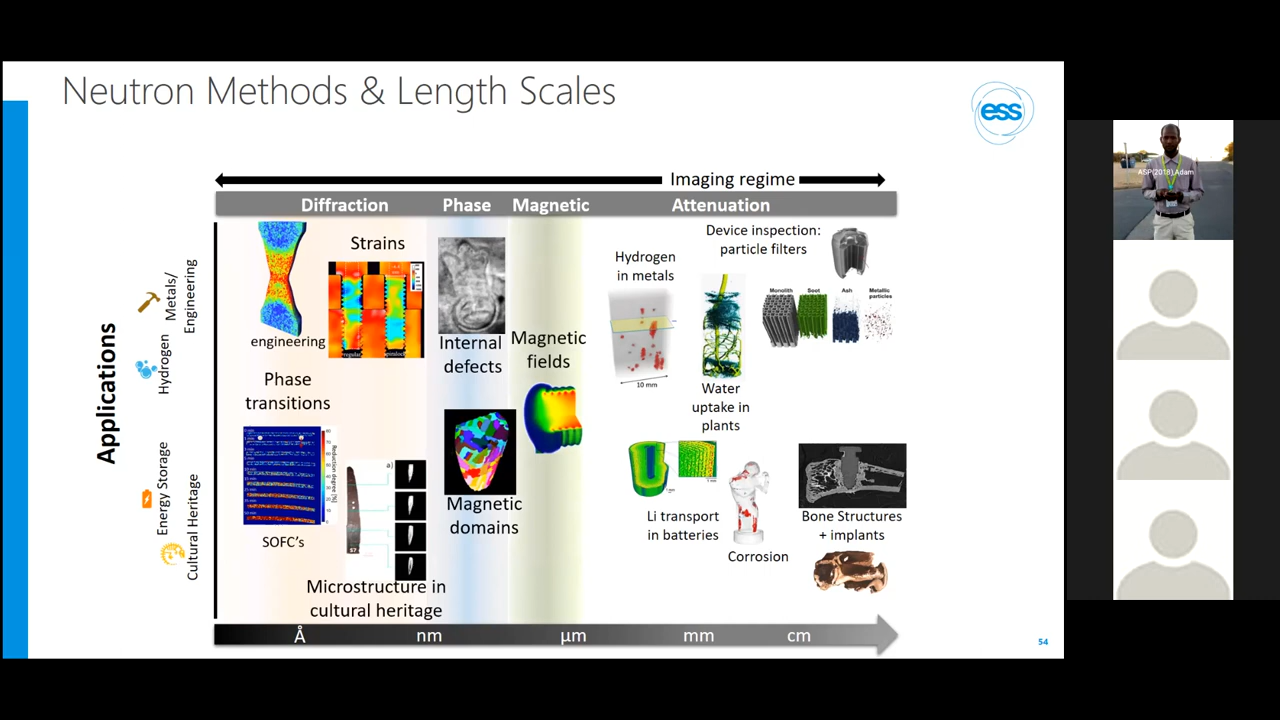 Neutron Methods & Length Scales
ess
Imaging regime
Diffraction
Phase
Magnetic
Attenuation
Applications
Metals/
Engineering
Hydrogen
Energy Storage
Cultural Heritage
Strains
engineering
Phase
transitions
SOFC's
Reduction degree [%]
a)
Microstructure in
cultural heritage
Internal
defects
Magnetic
domains
Magnetic
fields
Hydrogen
in metals
10 mm
Device inspection:
particle filters
Monolith
Soot
Ash
Metallic
particles
Water
uptake in
plants
Li transport
in batteries
Corrosion
Bone Structures
+ implants
Å
nm
µm
mm
cm
54
ASP(2018) Adam